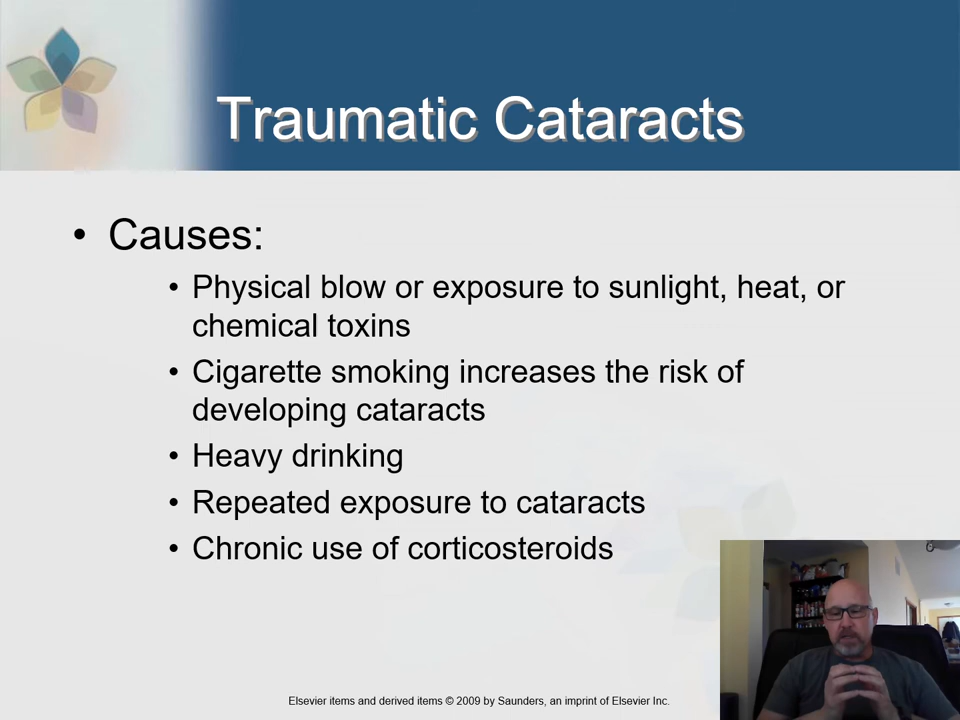 Traumatic Cataracts
• Causes:
• Physical blow or exposure to sunlight, heat, or
chemical toxins
• Cigarette smoking increases the risk of
developing cataracts
• Heavy drinking
• Repeated exposure to cataracts
• Chronic use of corticosteroids
Elsevier items and derived items © 2009 by Saunders, an imprint of Elsevier Inc.